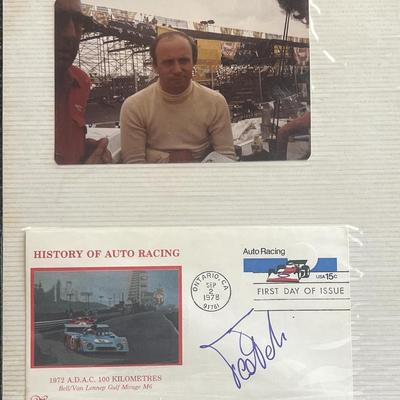 HISTORY OF AUTO RACING
Auto Racing
USA 15c
ONTARIO, CA
SEP
2
1978
91761
FIRST DAY OF ISSUE
1972 A.D.A.C. 100 KILOMETRES
Bell/Van Lennep Gulf Mirage M6